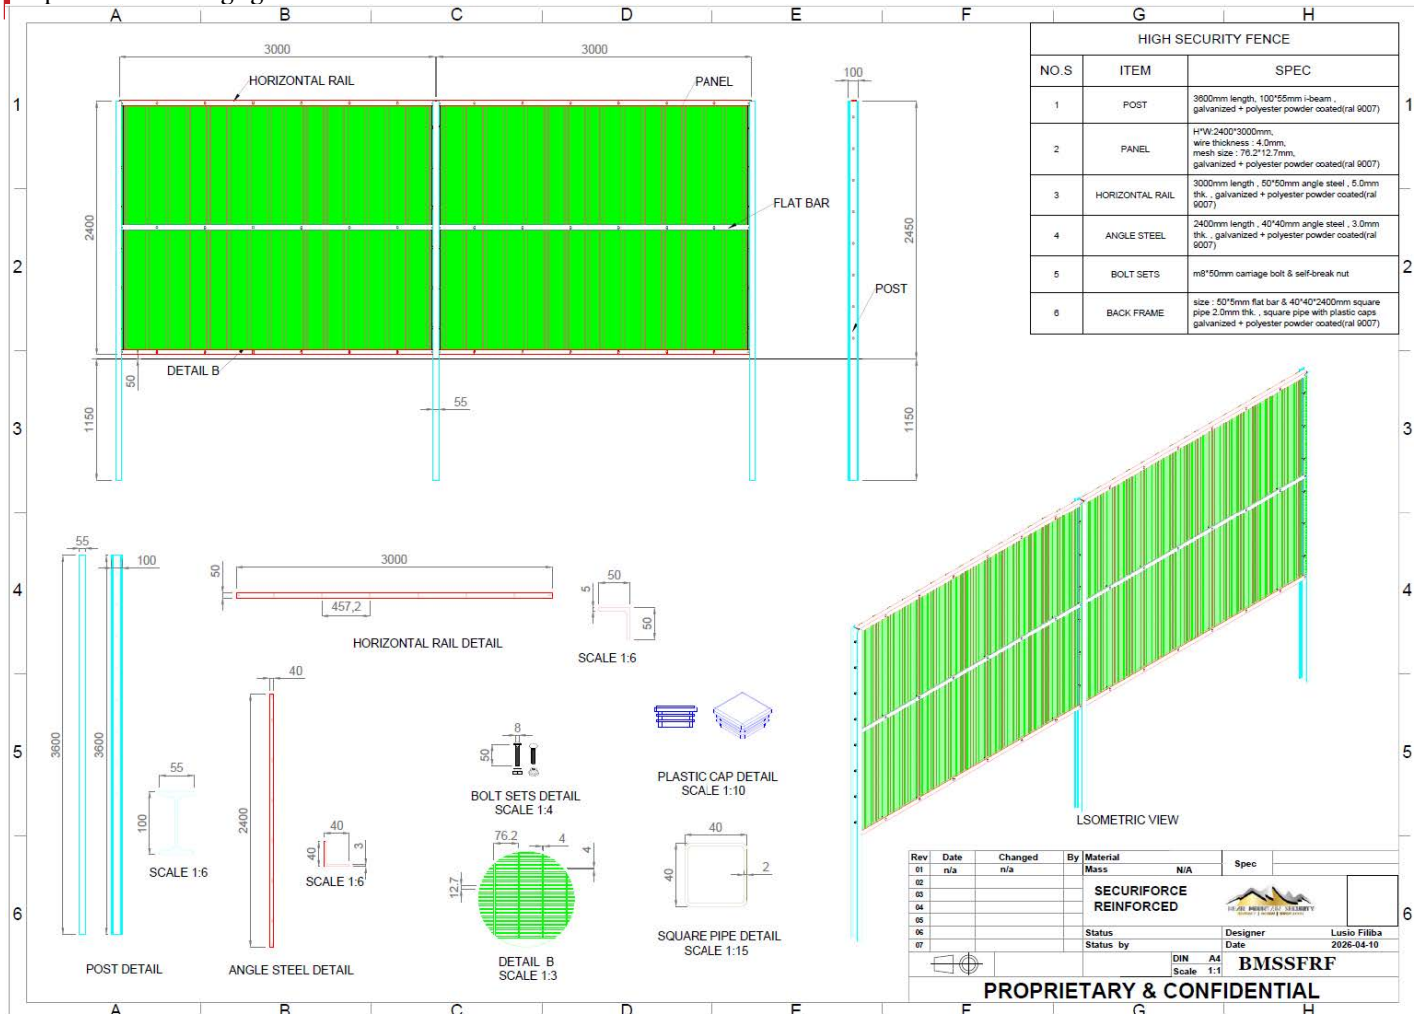 A B C D E F G H
HIGH SECURITY FENCE
NO.S ITEM SPEC
1 POST 3600mm length, 100*55mm i-beam ,
galvanized + polyester powder coated(ral 9007)
2 PANEL H*W:2400*3000mm,
wire thickness : 4.0mm,
mesh size : 76.2*12.7mm,
galvanized + polyester powder coated(ral 9007)
3 HORIZONTAL RAIL 3000mm length , 50*50mm angle steel , 5.0mm
thk. , galvanized + polyester powder coated(ral
9007)
4 ANGLE STEEL 2400mm length , 40*40mm angle steel , 3.0mm
thk. , galvanized + polyester powder coated(ral
9007)
5 BOLT SETS m8*50mm carriage bolt & self-break nut
6 BACK FRAME size : 50*5mm flat bar & 40*40*2400mm square
pipe 2.0mm thk. , square pipe with plastic caps
galvanized + polyester powder coated(ral 9007)
3000 3000
HORIZONTAL RAIL
PANEL
100
1 1
2400
FLAT BAR
2450
2 2
POST
DETAIL B
50
55
1150
1150
3 3
55
100
3600
3600
55
100
SCALE 1:6
POST DETAIL
3000
50
457,2
HORIZONTAL RAIL DETAIL
50
5
50
SCALE 1:6
4 4
40
2400
40
40
3
SCALE 1:6
ANGLE STEEL DETAIL
8
50
BOLT SETS DETAIL
SCALE 1:4
PLASTIC CAP DETAIL
SCALE 1:10
5 5
76.2
4
4
12.7
DETAIL B
SCALE 1:3
40
40
2
SQUARE PIPE DETAIL
SCALE 1:15
6 6
LSOMETRIC VIEW
Rev Date Changed By Material Spec
01 n/a n/a Mass N/A
02
03
04
05
06
07
SECURIFORCE
REINFORCED
BEAR MOUNTAIN SECURITY
Status Designer Lusio Filiba
Status by Date 2026-04-10
DIN A4
Scale 1:1
BMSSFRF
PROPRIETARY & CONFIDENTIAL
A B C D E F G H